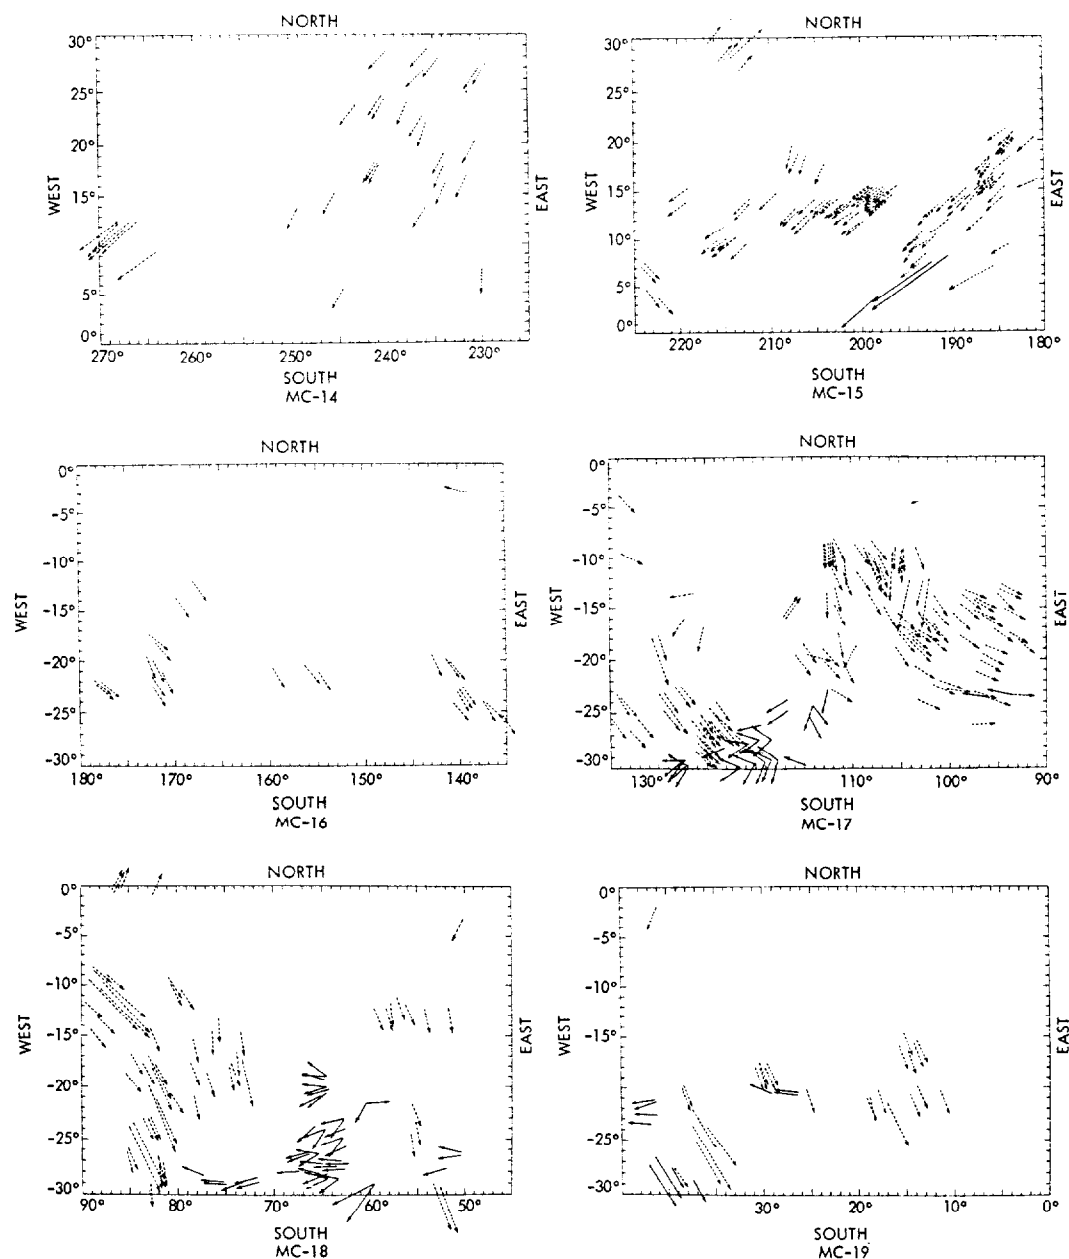 NORTH NORTH
30° 30°
25° 25°
20° 20°
15° 15°
10°
5° 5°
0° 0°
WEST EAST WEST EAST
270° 260° 250° 240° 230° 220° 210° 200° 190° 180°
SOUTH SOUTH
MC-14 MC-15
NORTH NORTH
0° 0°
-5° -5°
-10° -10°
-15° -15°
-20° -20°
-25° -25°
-30° -30°
WEST EAST WEST EAST
180° 170° 160° 150° 140° 130° 110° 100° 90°
SOUTH SOUTH
MC-16 MC-17
NORTH NORTH
0° 0°
-5° -5°
-10° -10°
-15° -15°
-20° -20°
-25° -25°
-30° -30°
WEST EAST WEST EAST
90° 80° 70° 60° 50° 30° 20° 10° 0°
SOUTH SOUTH
MC-18 MC-19